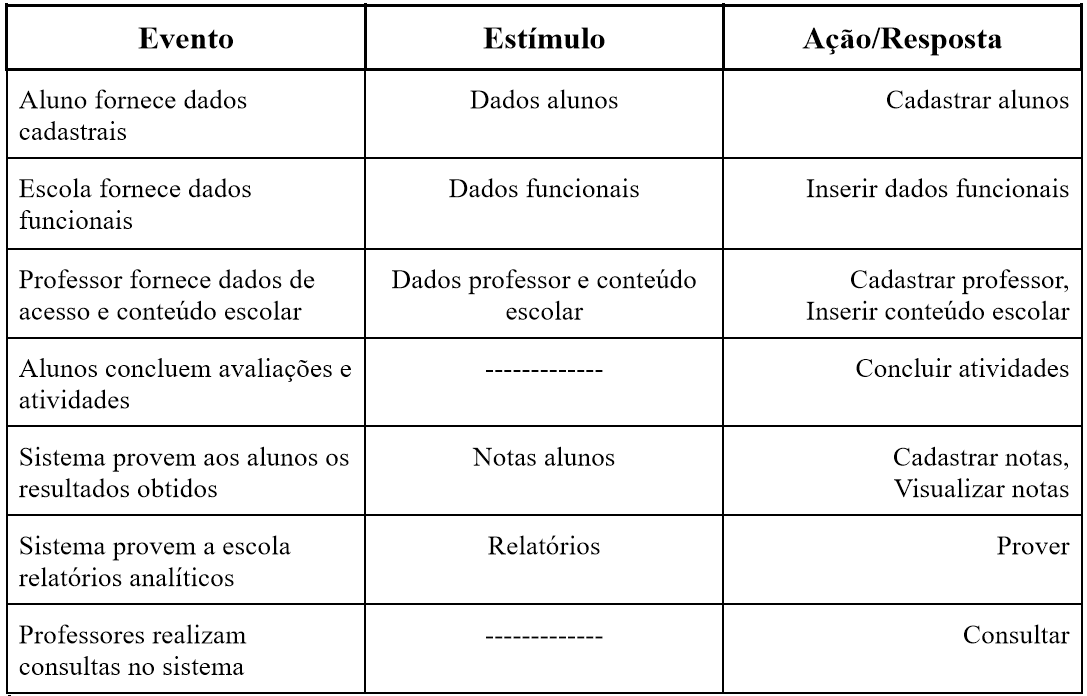 Evento
Estímulo
Ação/Resposta
Aluno fornece dados
cadastrais
Dados alunos
Cadastrar alunos
Escola fornece dados
funcionais
Dados funcionais
Inserir dados funcionais
Professor fornece dados de
acesso e conteúdo escolar
Dados professor e conteúdo
escolar
Cadastrar professor,
Inserir conteúdo escolar
Alunos concluem avaliações e
atividades
-------------
Concluir atividades
Sistema provem aos alunos os
resultados obtidos
Notas alunos
Cadastrar notas,
Visualizar notas
Sistema provem a escola
relatórios analíticos
Relatórios
Prover
Professores realizam
consultas no sistema
-------------
Consultar